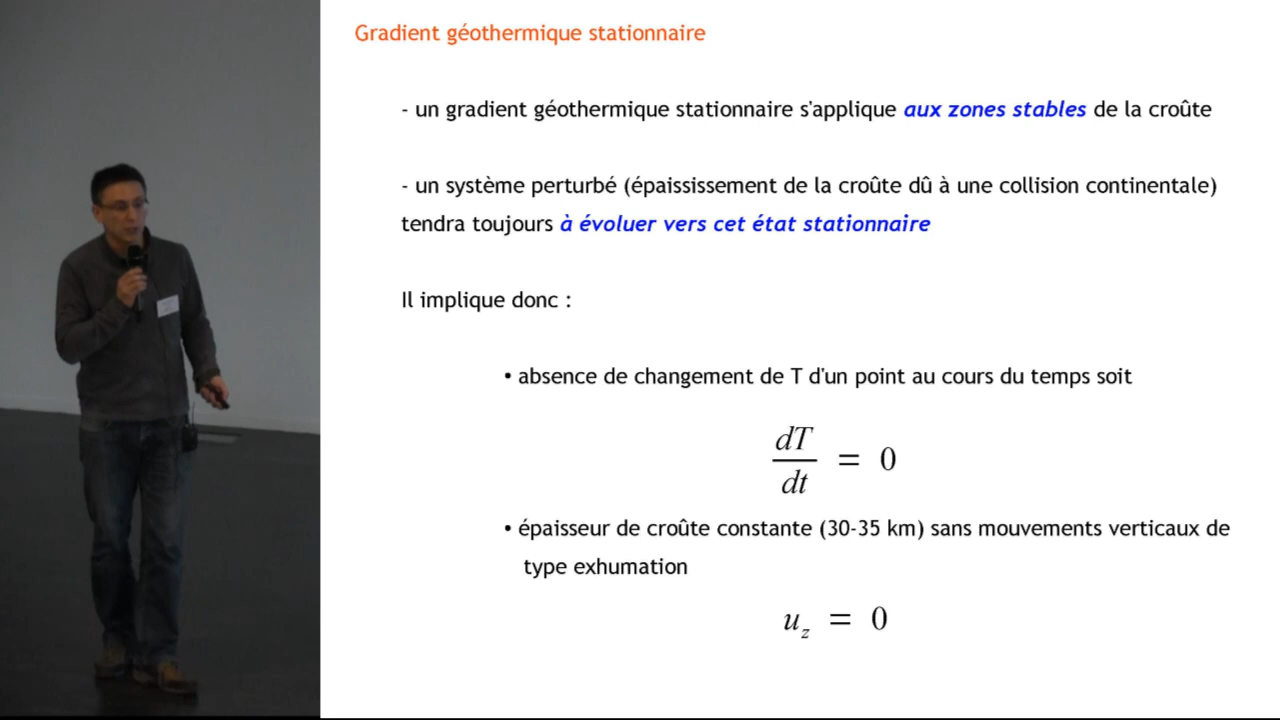 Gradient géothermique stationnaire
- un gradient géothermique stationnaire s'applique aux zones stables de la croûte
- un système perturbé (épaississement de la croûte dû à une collision continentale)
tendra toujours à évoluer vers cet état stationnaire
Il implique donc :
• absence de changement de T d'un point au cours du temps soit
dT
dt
= 0
• épaisseur de croûte constante (30-35 km) sans mouvements verticaux de
type exhumation
u_z = 0